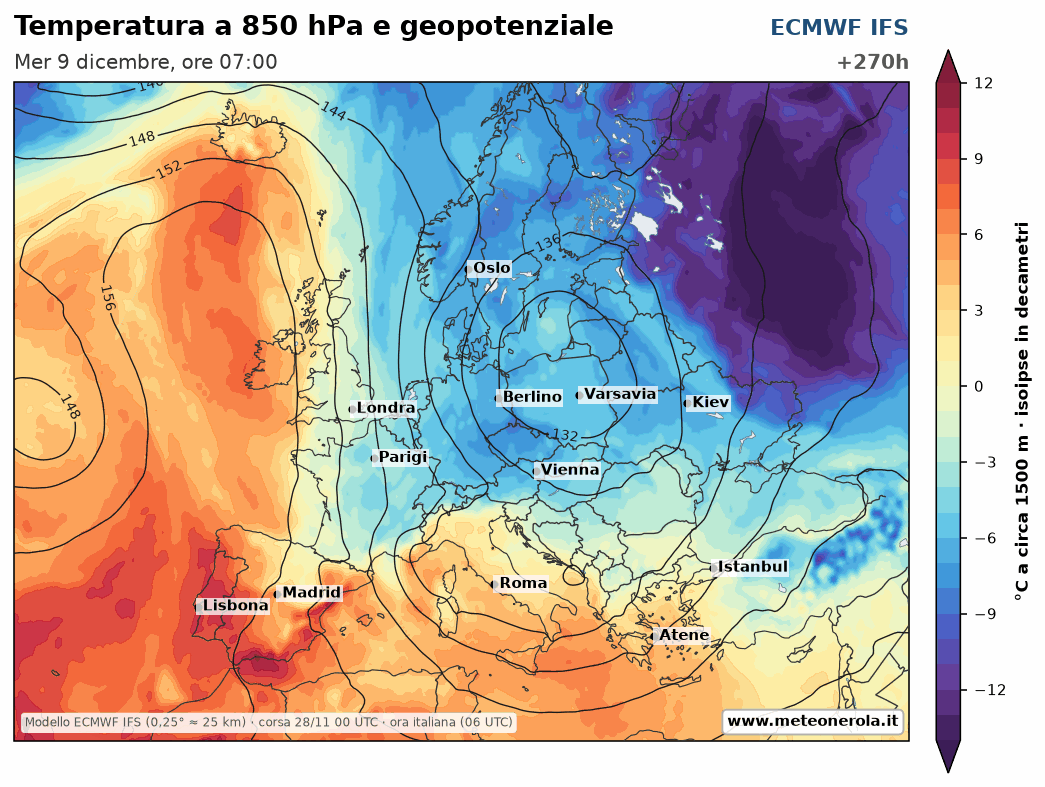 Temperatura a 850 hPa e geopotenziale
ECMWF IFS
Mer 9 dicembre, ore 07:00
+270h
144
148
152
156
148
136
132
Oslo
Londra
Berlino
Varsavia
Kiev
Parigi
Vienna
Roma
Istanbul
Madrid
Lisbona
Atene
Modello ECMWF IFS (0,25° ≈ 25 km) · corsa 28/11 00 UTC · ora italiana (06 UTC)
www.meteonerola.it
12
9
6
3
0
−3
−6
−9
−12
°C a circa 1500 m · isoipse in decametri